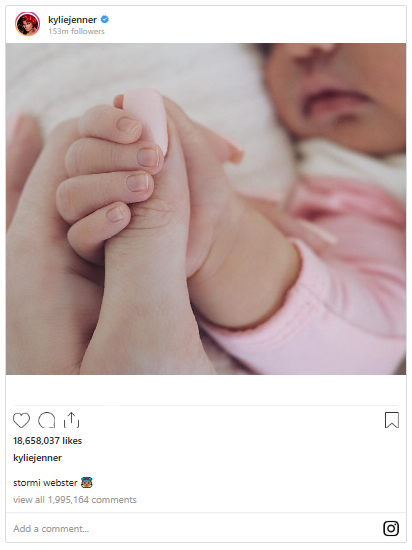 kyliejenner
153m followers
18,658,037 likes
kyliejenner
stormi webster 👼🏽
view all 1,995,164 comments
Add a comment...